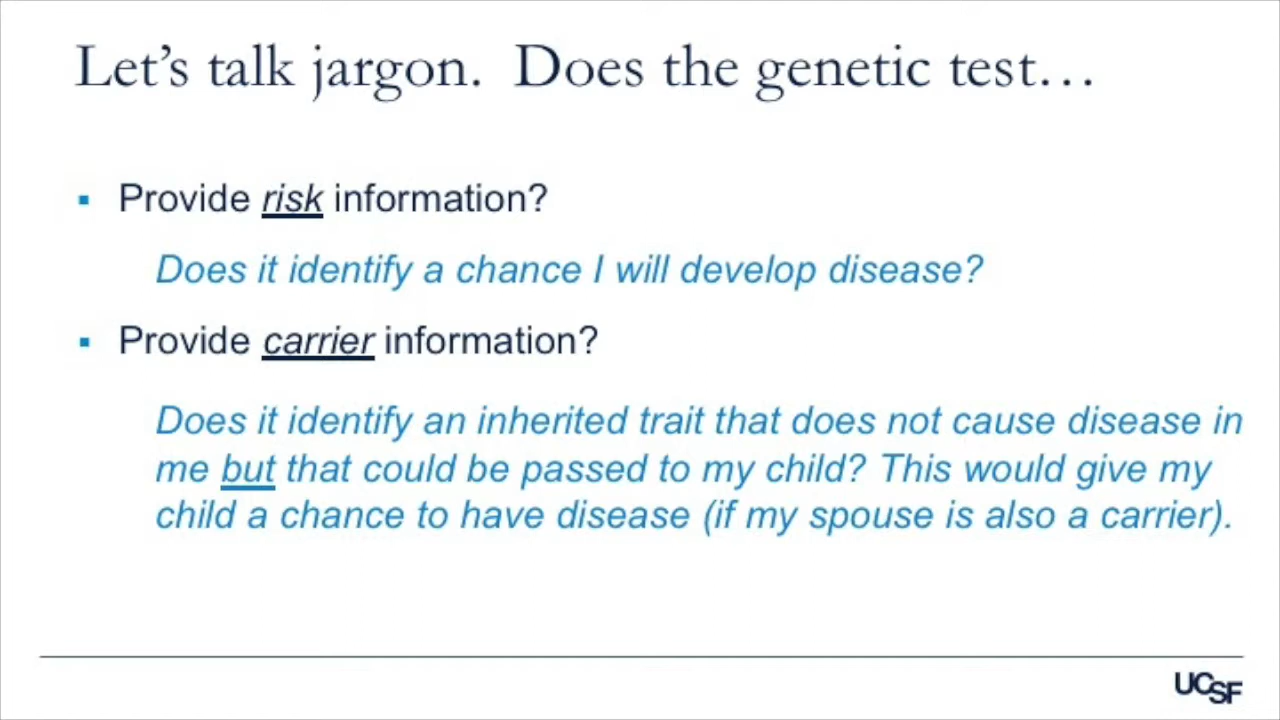 Let's talk jargon. Does the genetic test…
▪ Provide risk information?
Does it identify a chance I will develop disease?
▪ Provide carrier information?
Does it identify an inherited trait that does not cause disease in
me but that could be passed to my child? This would give my
child a chance to have disease (if my spouse is also a carrier).
UCSF